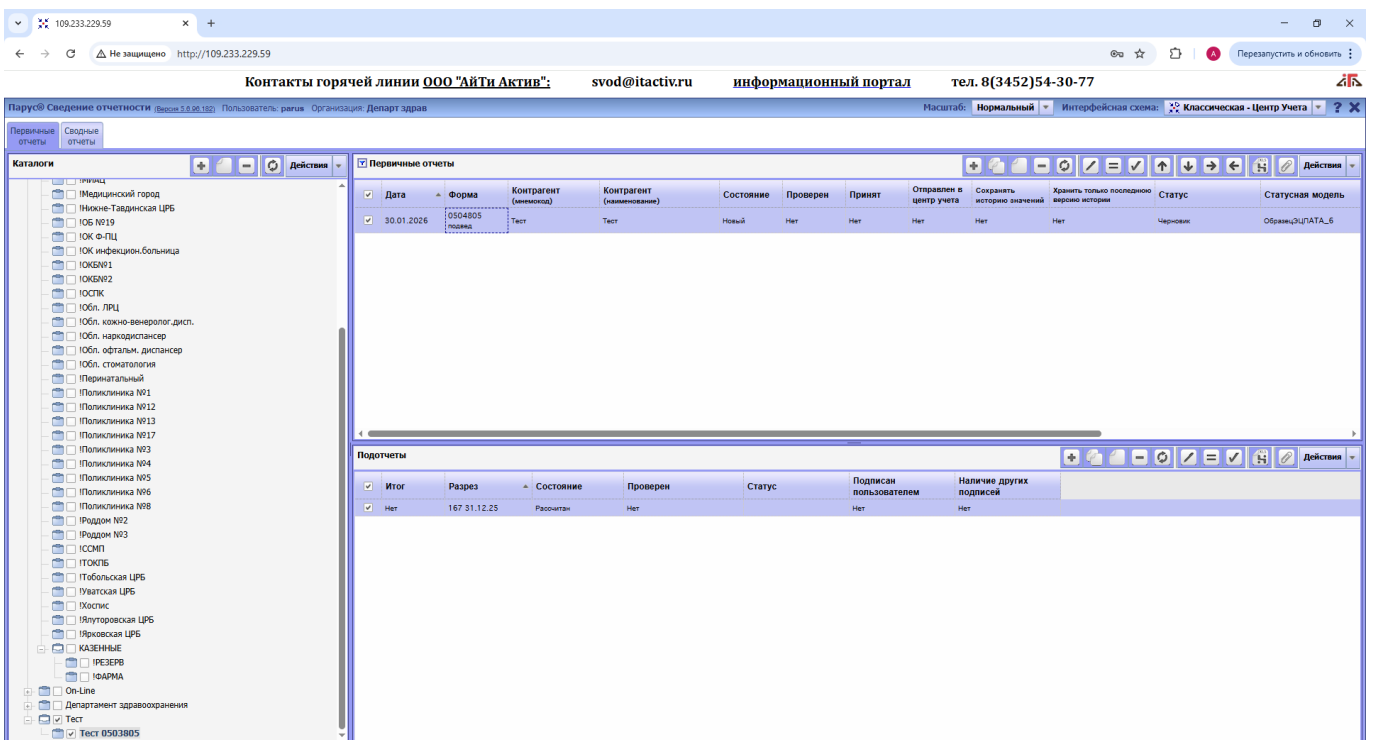 109.233.229.59
Не защищено http://109.233.229.59
Перезапустить и обновить
A
Контакты горячей линии ООО "АйТи Актив": svod@itactiv.ru информационный портал тел. 8(3452)54-30-77
Парус® Сведение отчетности (Версия 5.8.96.182) Пользователь: parus Организация: Департ здрав
Масштаб: Нормальный Интерфейсная схема: Классическая - Центр Учета
Первичные отчеты
Сводные отчеты
Каталоги
Действия
!МИАЦ
!Медицинский город
!Нижне-Тавдинская ЦРБ
!ОБ №19
!ОК Ф-ПЦ
!ОК инфекцион.больница
!ОКБ№1
!ОКБ№2
!ОСПК
!Обл. ЛРЦ
!Обл. кожно-венеролог.дисп.
!Обл. наркодиспансер
!Обл. офтальм. диспансер
!Обл. стоматология
!Перинатальный
!Поликлиника №1
!Поликлиника №12
!Поликлиника №13
!Поликлиника №17
!Поликлиника №3
!Поликлиника №4
!Поликлиника №5
!Поликлиника №6
!Поликлиника №8
!Роддом №2
!Роддом №3
!ССМП
!ТОКПБ
!Тобольская ЦРБ
!Уватская ЦРБ
!Хоспис
!Ялуторовская ЦРБ
!Ярковская ЦРБ
КАЗЕННЫЕ
!РЕЗЕРВ
!ФАРМА
On-Line
Департамент здравоохранения
Тест
Тест 0503805
Первичные отчеты
Действия
Дата Форма Контрагент (мнемокод) Контрагент (наименование) Состояние Проверен Принят Отправлен в центр учета Сохранять историю значений Хранить только последнюю версию истории Статус Статусная модель
30.01.2026 0504805 подвед Тест Тест Новый Нет Нет Нет Нет Нет Черновик ОбразецЭЦПАТА_6
Подотчеты
Действия
Итог Разрез Состояние Проверен Статус Подписан пользователем Наличие других подписей
Нет 167 31.12.25 Расочитан Нет Нет Нет